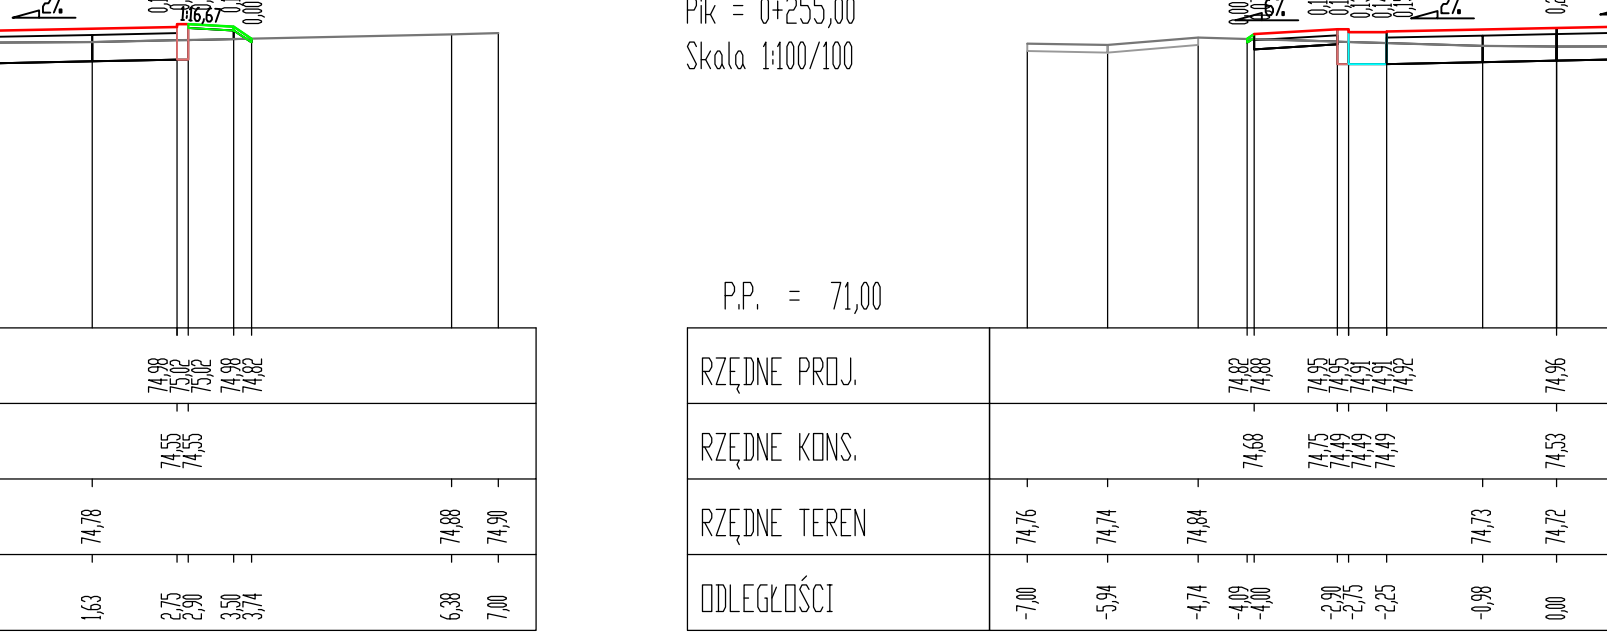 2%
1:16,67
0,00
74,98 75,02 75,02 74,98 74,82
74,55 74,55
74,78 74,88 74,90
1,63 2,75 2,90 3,50 3,74 6,38 7,00
Pik = 0+255,00
Skala 1:100/100
P.P. = 71,00
6% 2%
RZĘDNE PROJ. 74,82 74,88 74,95 74,95 74,91 74,91 74,92 74,96
RZĘDNE KONS. 74,68 74,75 74,49 74,49 74,49 74,53
RZĘDNE TEREN 74,76 74,74 74,84 74,73 74,72
ODLEGŁOŚCI -7,00 -5,94 -4,74 -4,09 -4,00 -2,90 -2,75 -2,25 -0,98 0,00